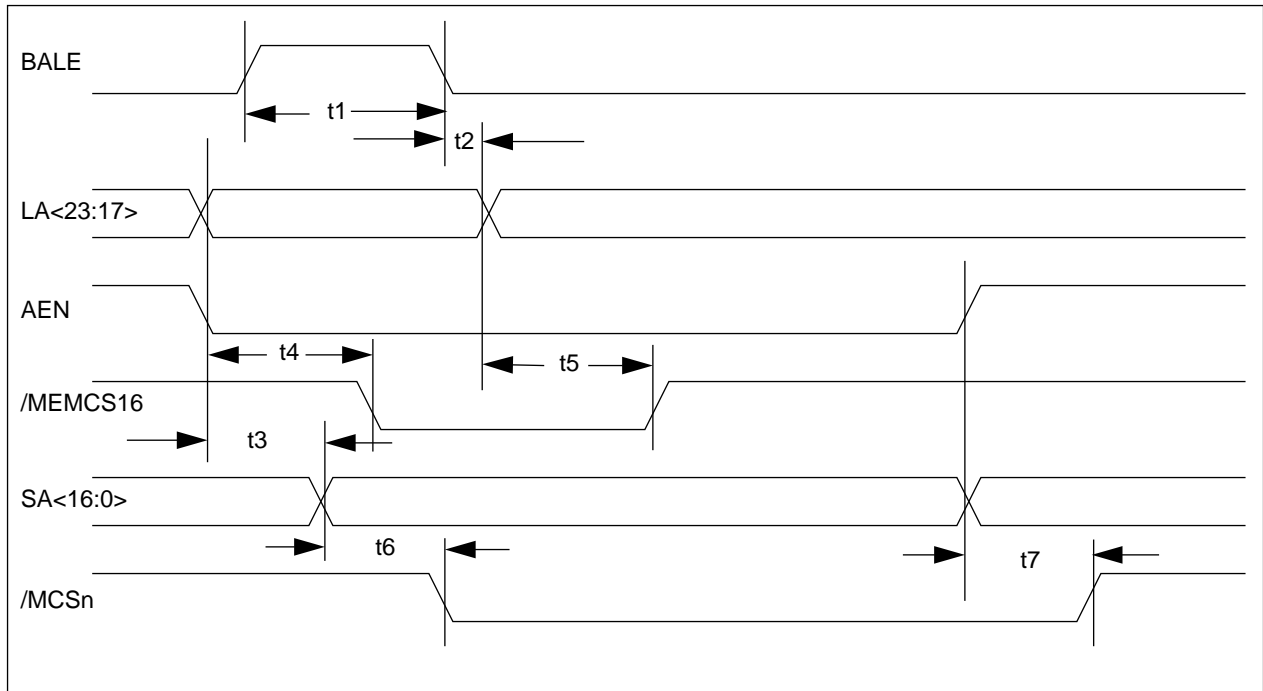 BALE
t1
t2
LA<23:17>
AEN
t4
t5
/MEMCS16
t3
SA<16:0>
t6
t7
/MCSn